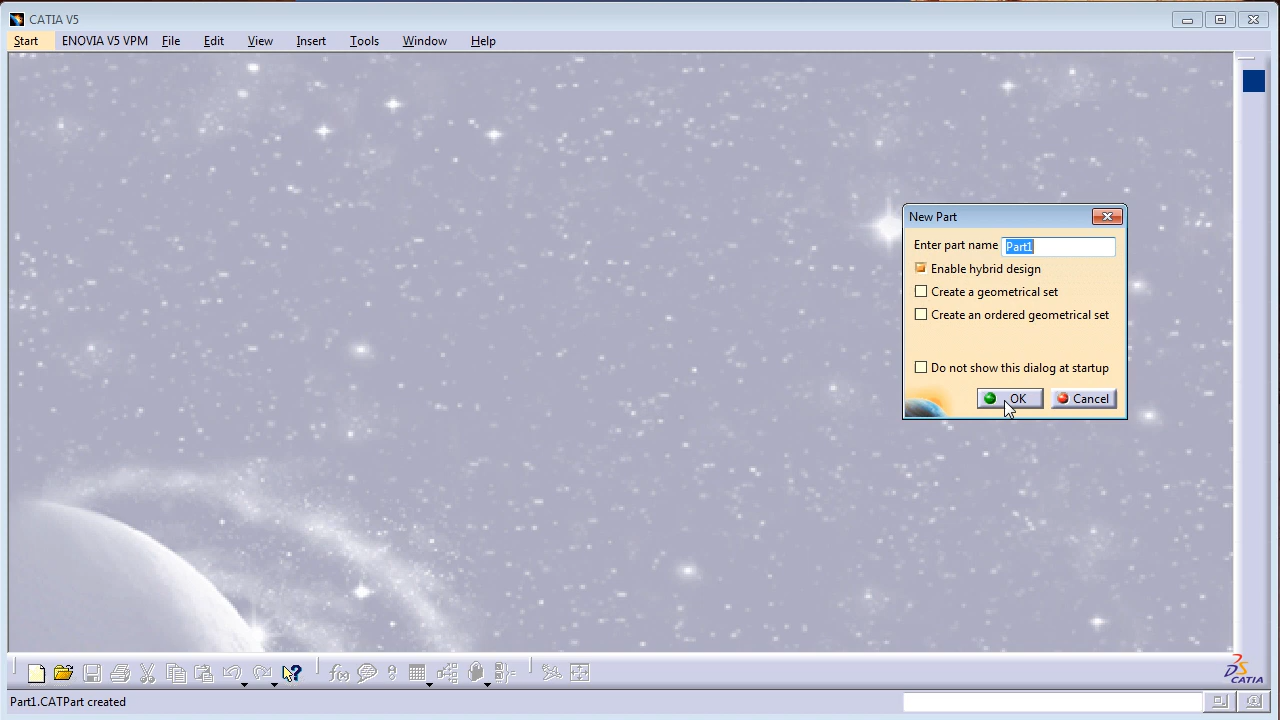 CATIA V5
Start ENOVIA V5 VPM File Edit View Insert Tools Window Help
New Part
Enter part name Part1
Enable hybrid design
Create a geometrical set
Create an ordered geometrical set
Do not show this dialog at startup
OK Cancel
f(x)
DS CATIA
Part1.CATPart created